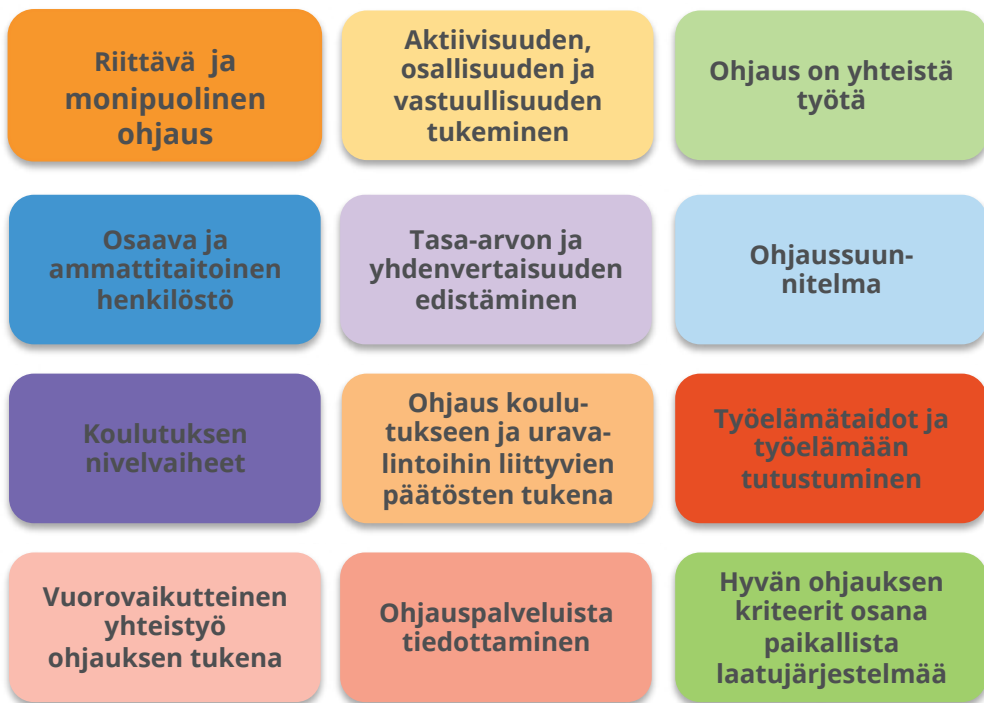 Riittävä ja
monipuolinen
ohjaus
Aktiivisuuden,
osallisuuden ja
vastuullisuuden
tukeminen
Ohjaus on yhteistä
työtä
Osaava ja
ammattitaitoinen
henkilöstö
Tasa-arvon ja
yhdenvertaisuuden
edistäminen
Ohjaussuun-
nitelma
Koulutuksen
nivelvaiheet
Ohjaus koulu-
tukseen ja urava-
lintoihin liittyvien
päätösten tukena
Työelämätaidot ja
työelämään
tutustuminen
Vuorovaikutteinen
yhteistyö
ohjauksen tukena
Ohjauspalveluista
tiedottaminen
Hyvän ohjauksen
kriteerit osana
paikallista
laatujärjestelmää